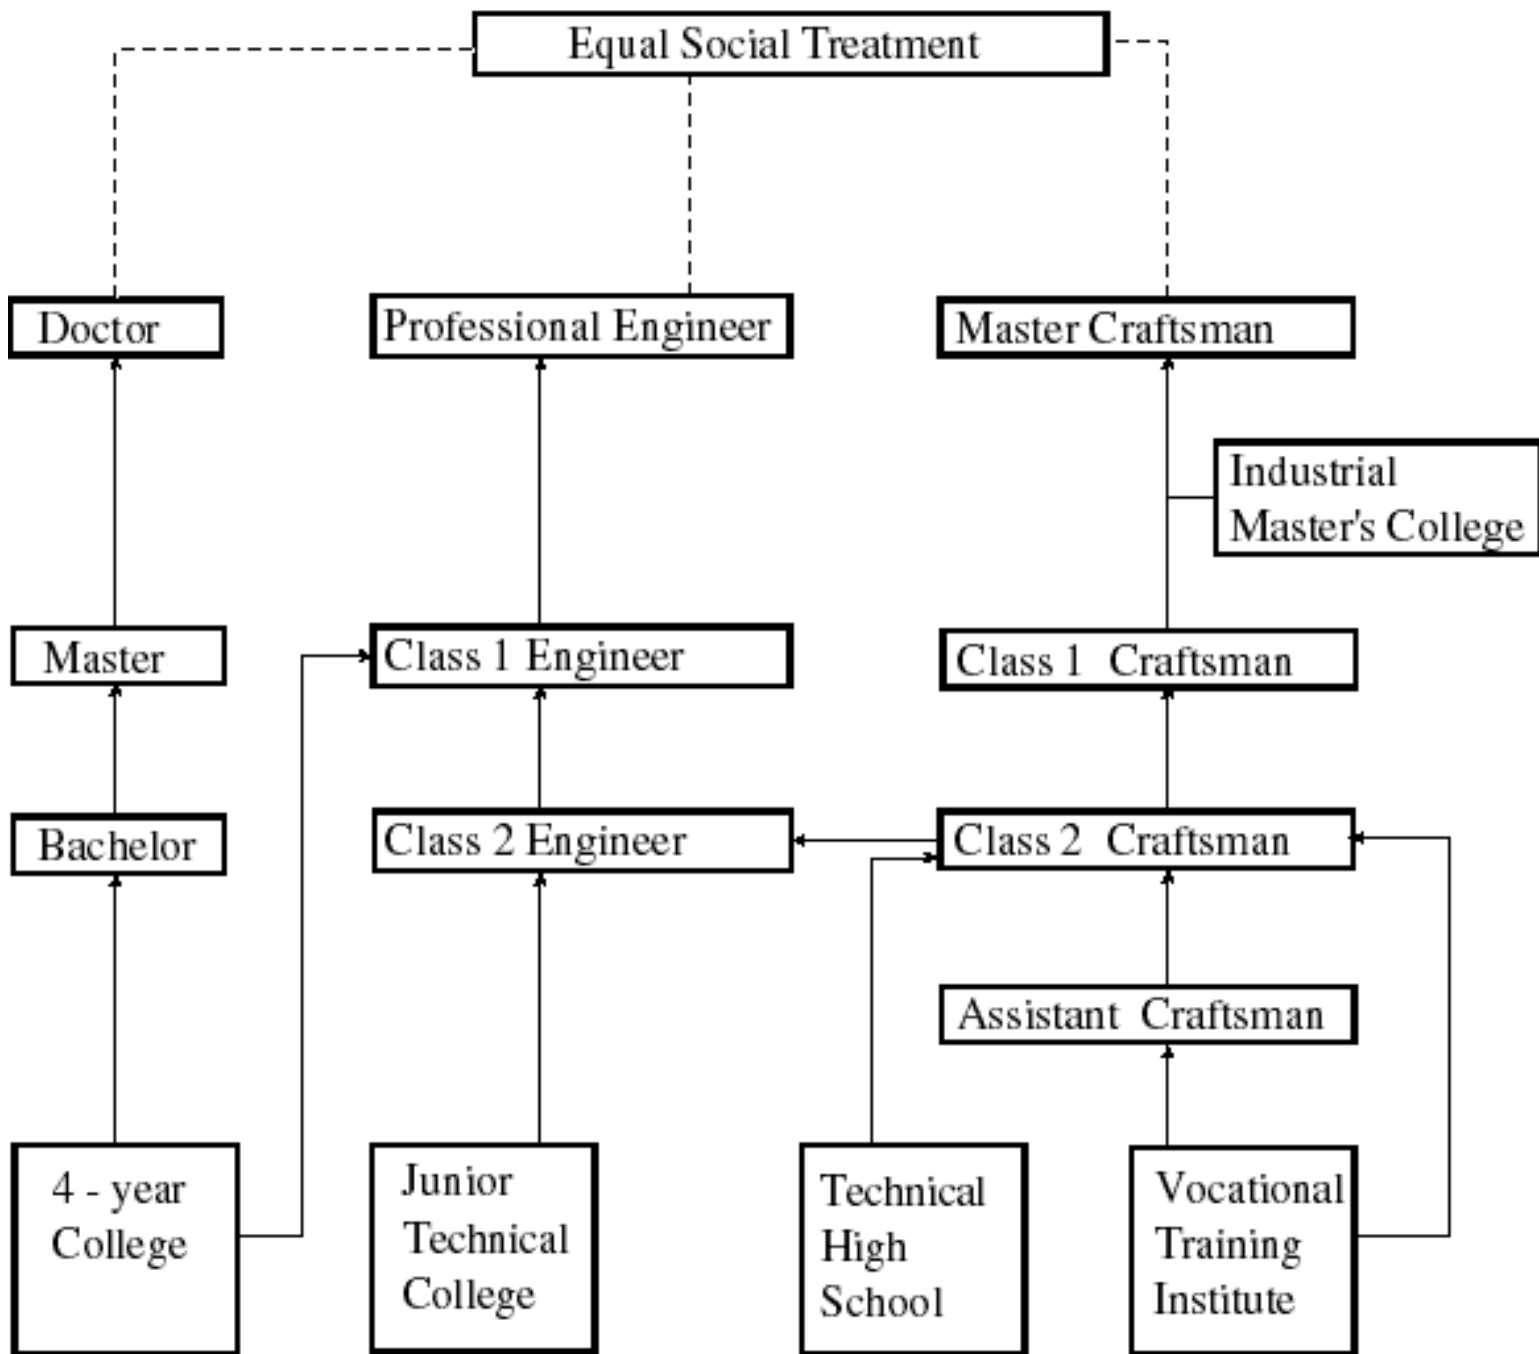 Equal Social Treatment
Doctor
Professional Engineer
Master Craftsman
Industrial
Master's College
Master
Class 1 Engineer
Class 1 Craftsman
Bachelor
Class 2 Engineer
Class 2 Craftsman
Assistant Craftsman
4 - year
College
Junior
Technical
College
Technical
High
School
Vocational
Training
Institute